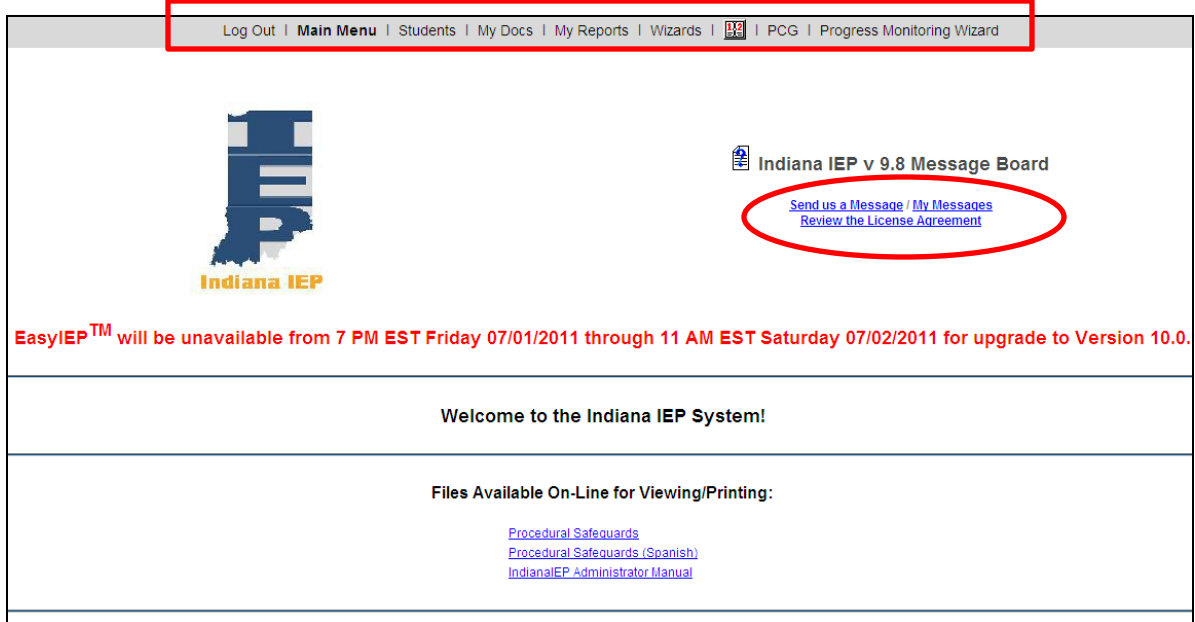 Log Out | Main Menu | Students | My Docs | My Reports | Wizards | 12 | PCG | Progress Monitoring Wizard
IEP
Indiana IEP
Indiana IEP v 9.8 Message Board
Send us a Message / My Messages
Review the License Agreement
EasyIEP™ will be unavailable from 7 PM EST Friday 07/01/2011 through 11 AM EST Saturday 07/02/2011 for upgrade to Version 10.0.
Welcome to the Indiana IEP System!
Files Available On-Line for Viewing/Printing:
Procedural Safeguards
Procedural Safeguards (Spanish)
IndianaIEP Administrator Manual